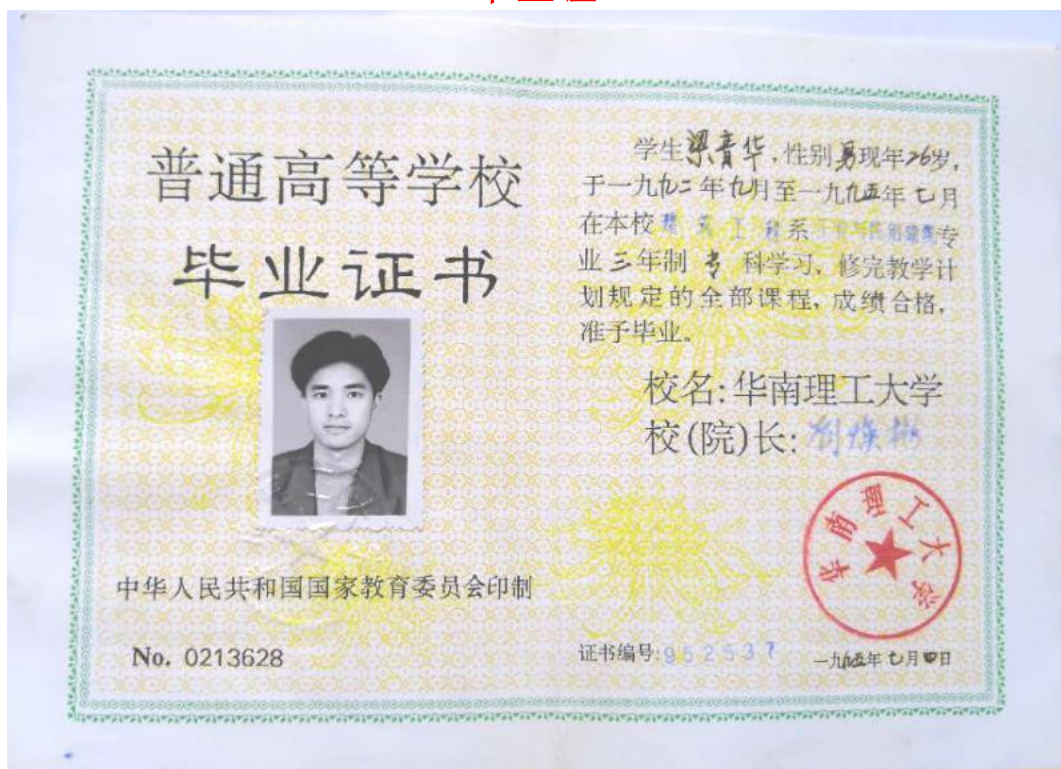 普通高等学校
毕业证书
中华人民共和国国家教育委员会印制
No. 0213628
学生梁青华,性别男现年26岁,
于一九九二年九月至一九九五年七月
在本校建筑工程系 专
业三年制 专 科学习,修完教学计
划规定的全部课程,成绩合格,
准予毕业。
校名:华南理工大学
校(院)长:刘焕彬
华南理工大学
证书编号:952537
一九九五年七月四日